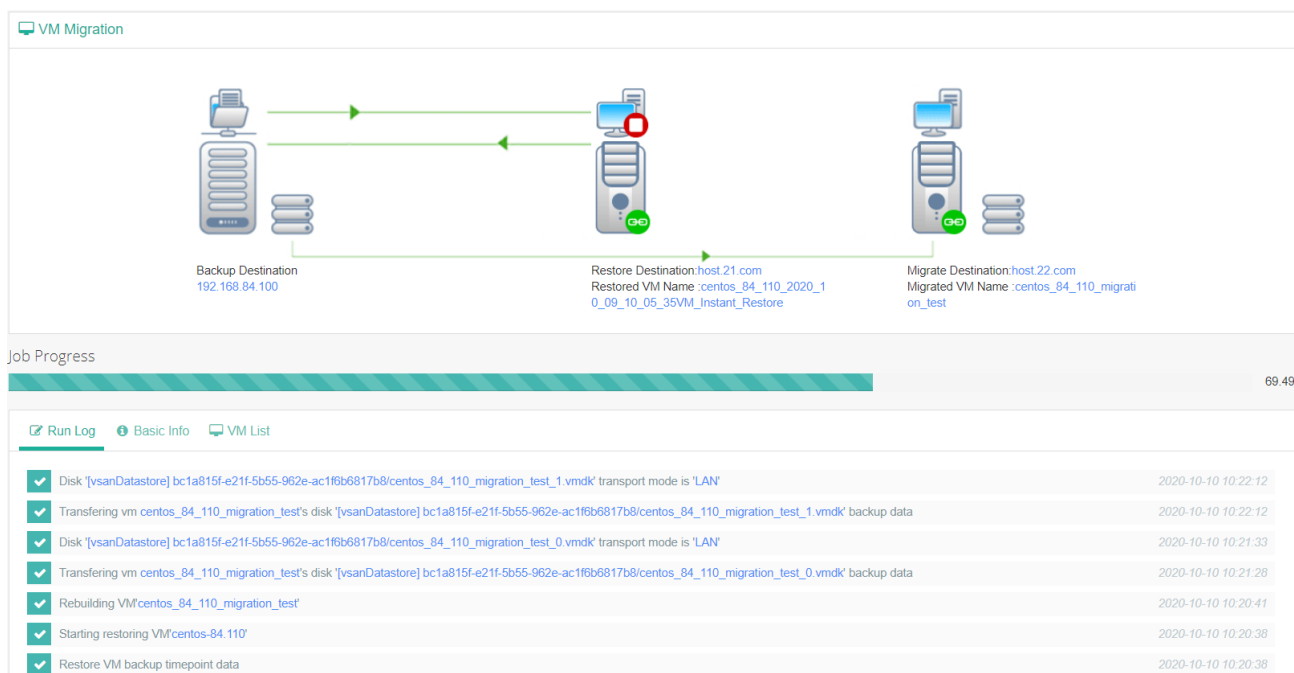 VM Migration
Backup Destination
192.168.84.100
Restore Destination:host.21.com
Restored VM Name :centos_84_110_2020_1
0_09_10_05_35VM_Instant_Restore
Migrate Destination:host.22.com
Migrated VM Name :centos_84_110_migrati
on_test
Job Progress
69.49
Run Log Basic Info VM List
Disk '[vsanDatastore] bc1a815f-e21f-5b55-962e-ac1f6b6817b8/centos_84_110_migration_test_1.vmdk' transport mode is 'LAN' 2020-10-10 10:22:12
Transfering vm centos_84_110_migration_test's disk '[vsanDatastore] bc1a815f-e21f-5b55-962e-ac1f6b6817b8/centos_84_110_migration_test_1.vmdk' backup data 2020-10-10 10:22:12
Disk '[vsanDatastore] bc1a815f-e21f-5b55-962e-ac1f6b6817b8/centos_84_110_migration_test_0.vmdk' transport mode is 'LAN' 2020-10-10 10:21:33
Transfering vm centos_84_110_migration_test's disk '[vsanDatastore] bc1a815f-e21f-5b55-962e-ac1f6b6817b8/centos_84_110_migration_test_0.vmdk' backup data 2020-10-10 10:21:28
Rebuilding VM'centos_84_110_migration_test' 2020-10-10 10:20:41
Starting restoring VM'centos-84.110' 2020-10-10 10:20:38
Restore VM backup timepoint data 2020-10-10 10:20:38